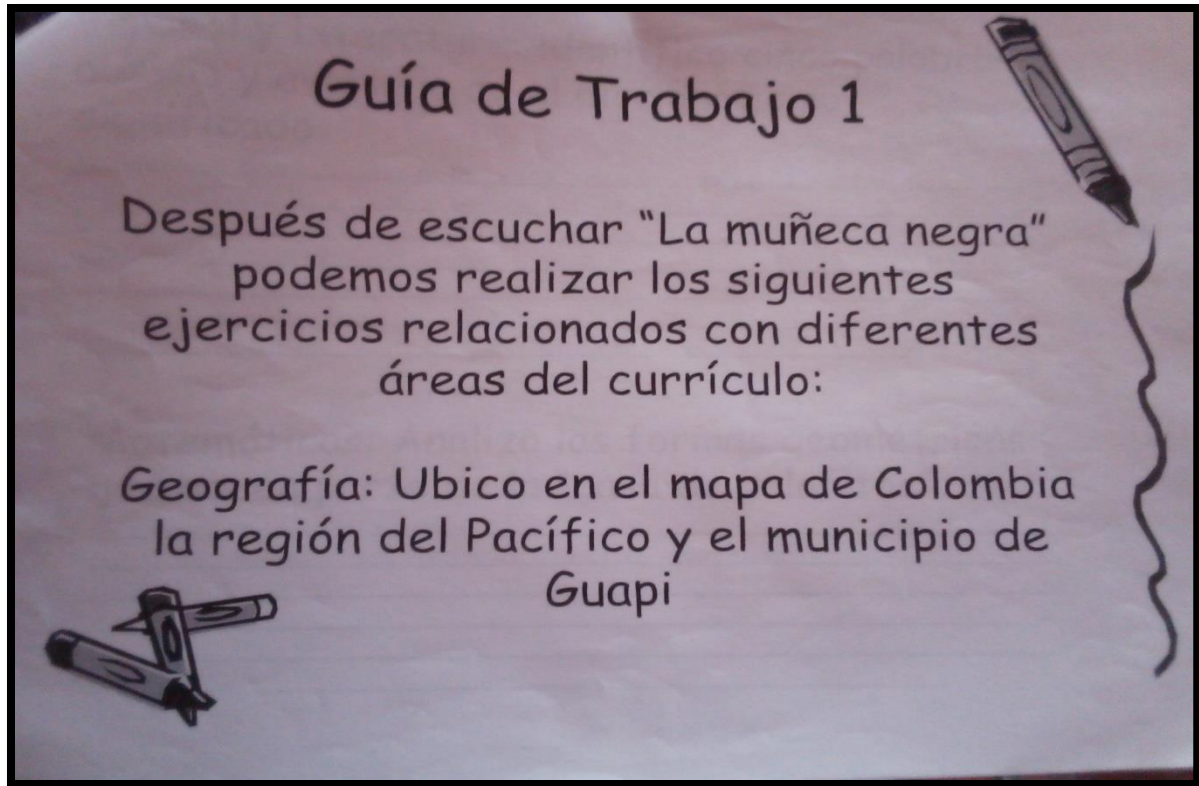 Guía de Trabajo 1
Después de escuchar "La muñeca negra"
podemos realizar los siguientes
ejercicios relacionados con diferentes
áreas del currículo:
Geografía: Ubico en el mapa de Colombia
la región del Pacífico y el municipio de
Guapi